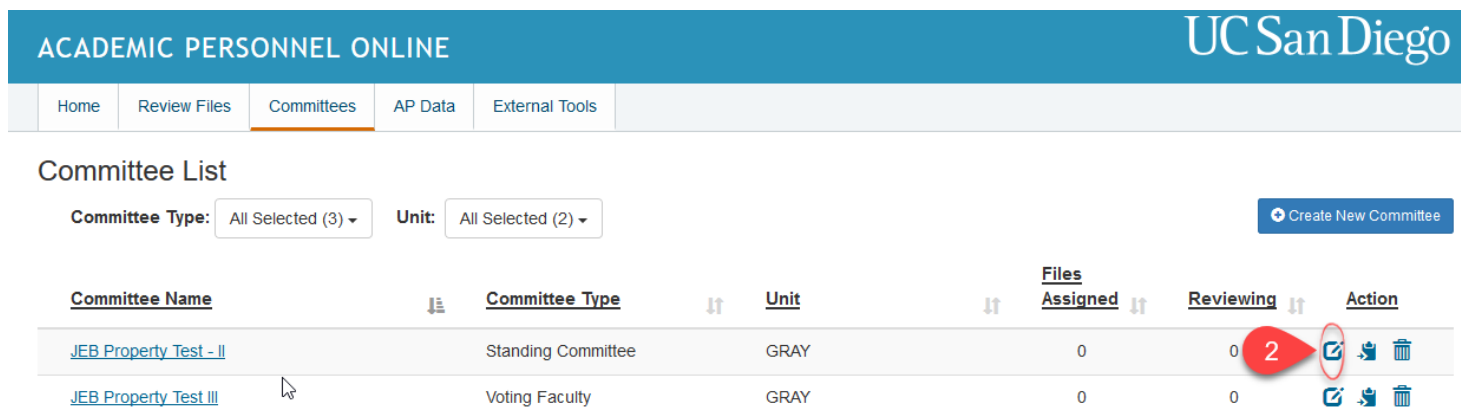 ACADEMIC PERSONNEL ONLINE
UC San Diego
Home Review Files Committees AP Data External Tools
Committee List
Committee Type: All Selected (3) Unit: All Selected (2) Create New Committee
Committee Name Committee Type Unit Files Assigned Reviewing Action
JEB Property Test - II Standing Committee GRAY 0 0 2
JEB Property Test III Voting Faculty GRAY 0 0